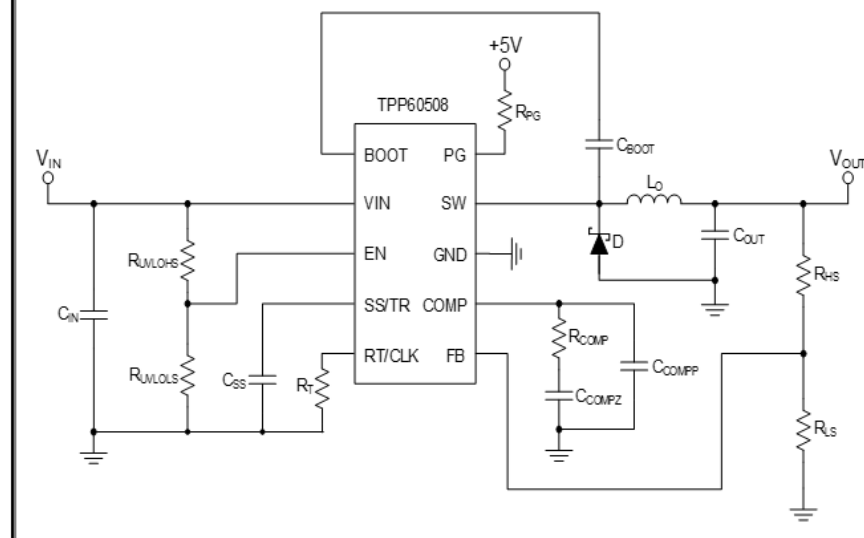 +5V
TPP60508
RPG
BOOT PG
CBOOT
VIN
VOUT
LO
VIN SW
RUVLOHS
EN GND
D
COUT
RHS
CIN
SS/TR COMP
RCOMP
RUVLOLS
CSS
RT
RT/CLK FB
CCOMPP
CCOMPZ
RLS